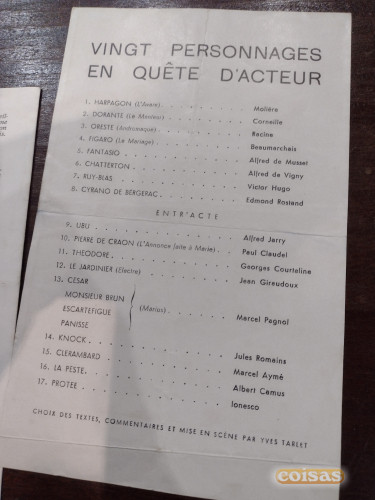 VINGT PERSONNAGES
EN QUÊTE D'ACTEUR
1. HARPAGON (L'Avare) . . . . . . . . Molière
2. DORANTE (Le Menteur) . . . . . . . Corneille
3. ORESTE (Andromaque) . . . . . . . Racine
4. FIGARO (Le Mariage) . . . . . . . Beaumarchais
5. FANTASIO . . . . . . . . . . Alfred de Musset
6. CHATTERTON . . . . . . . . . Alfred de Vigny
7. RUY-BLAS . . . . . . . . . . Victor Hugo
8. CYRANO DE BERGERAC . . . . . . . Edmond Rostand
ENTR'ACTE
9. UBU . . . . . . . . . . . Alfred Jarry
10. PIERRE DE CRAON (L'Annonce faite à Marie) . . Paul Claudel
11. THEODORE . . . . . . . . . . Georges Courteline
12. LE JARDINIER (Electre) . . . . . . . Jean Giraudoux
13. CESAR
MONSIEUR BRUN
ESCARTEFIGUE
PANISSE
(Marius) . . . . . . Marcel Pagnol
14. KNOCK . . . . . . . . . . Jules Romains
15. CLERAMBARD . . . . . . . . . Marcel Aymé
16. LA PESTE . . . . . . . . . . Albert Camus
17. PROTEE . . . . . . . . . . Ionesco
CHOIX DES TEXTES, COMMENTAIRES ET MISE EN SCÈNE PAR YVES TARLET
coisas